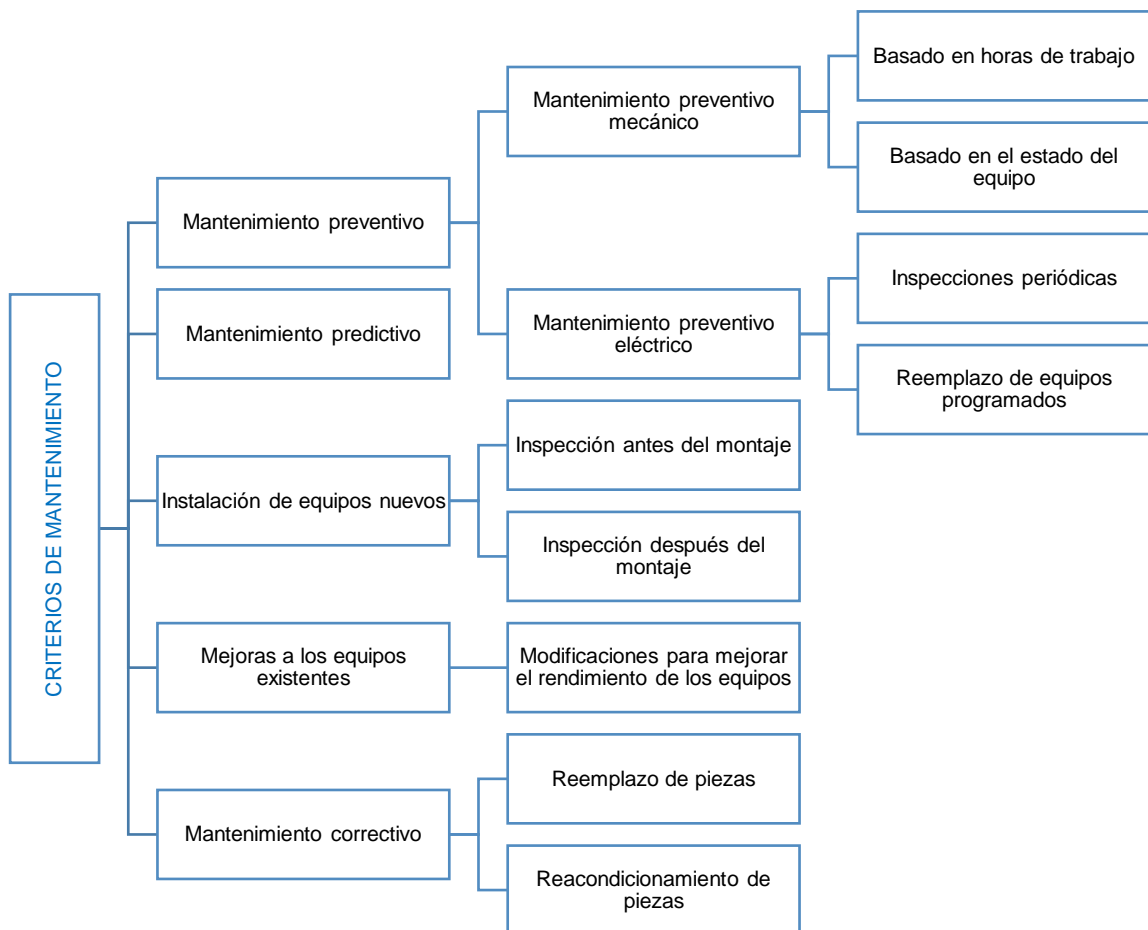 CRITERIOS DE MANTENIMIENTO
Mantenimiento preventivo
Mantenimiento preventivo
mecánico
Basado en horas de trabajo
Basado en el estado del
equipo
Mantenimiento preventivo
eléctrico
Inspecciones periódicas
Reemplazo de equipos
programados
Mantenimiento predictivo
Instalación de equipos nuevos
Inspección antes del montaje
Inspección después del
montaje
Mejoras a los equipos
existentes
Modificaciones para mejorar
el rendimiento de los equipos
Mantenimiento correctivo
Reemplazo de piezas
Reacondicionamiento de
piezas